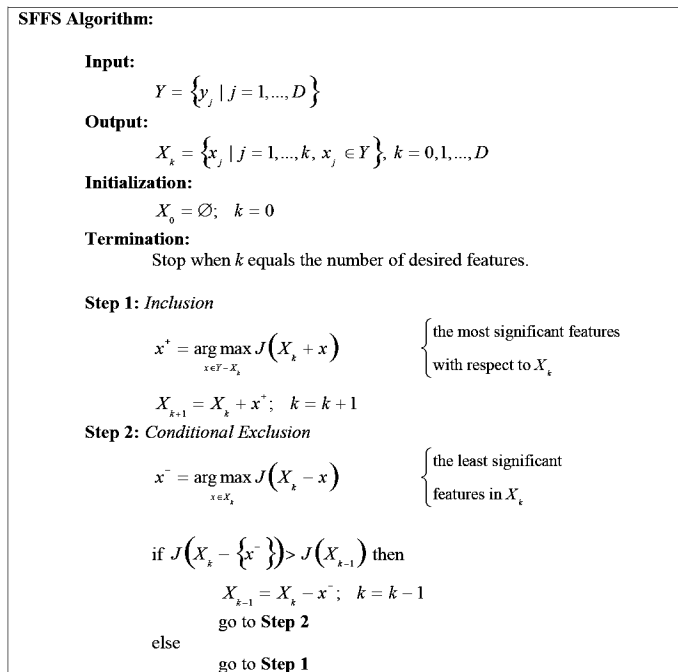 SFFS Algorithm:
Input:
Y = {y_j | j = 1,..., D}
Output:
X_k = {x_j | j = 1,...,k, x_j ∈ Y}, k = 0,1,..., D
Initialization:
X_0 = ∅; k = 0
Termination:
Stop when k equals the number of desired features.
Step 1: Inclusion
x⁺ = arg max J(X_k + x) {the most significant features
x∈Y−X_k with respect to X_k
X_{k+1} = X_k + x⁺; k = k + 1
Step 2: Conditional Exclusion
x⁻ = arg max J(X_k − x) {the least significant
x∈X_k features in X_k
if J(X_k − {x⁻}) > J(X_{k−1}) then
X_{k−1} = X_k − x⁻; k = k − 1
go to Step 2
else
go to Step 1